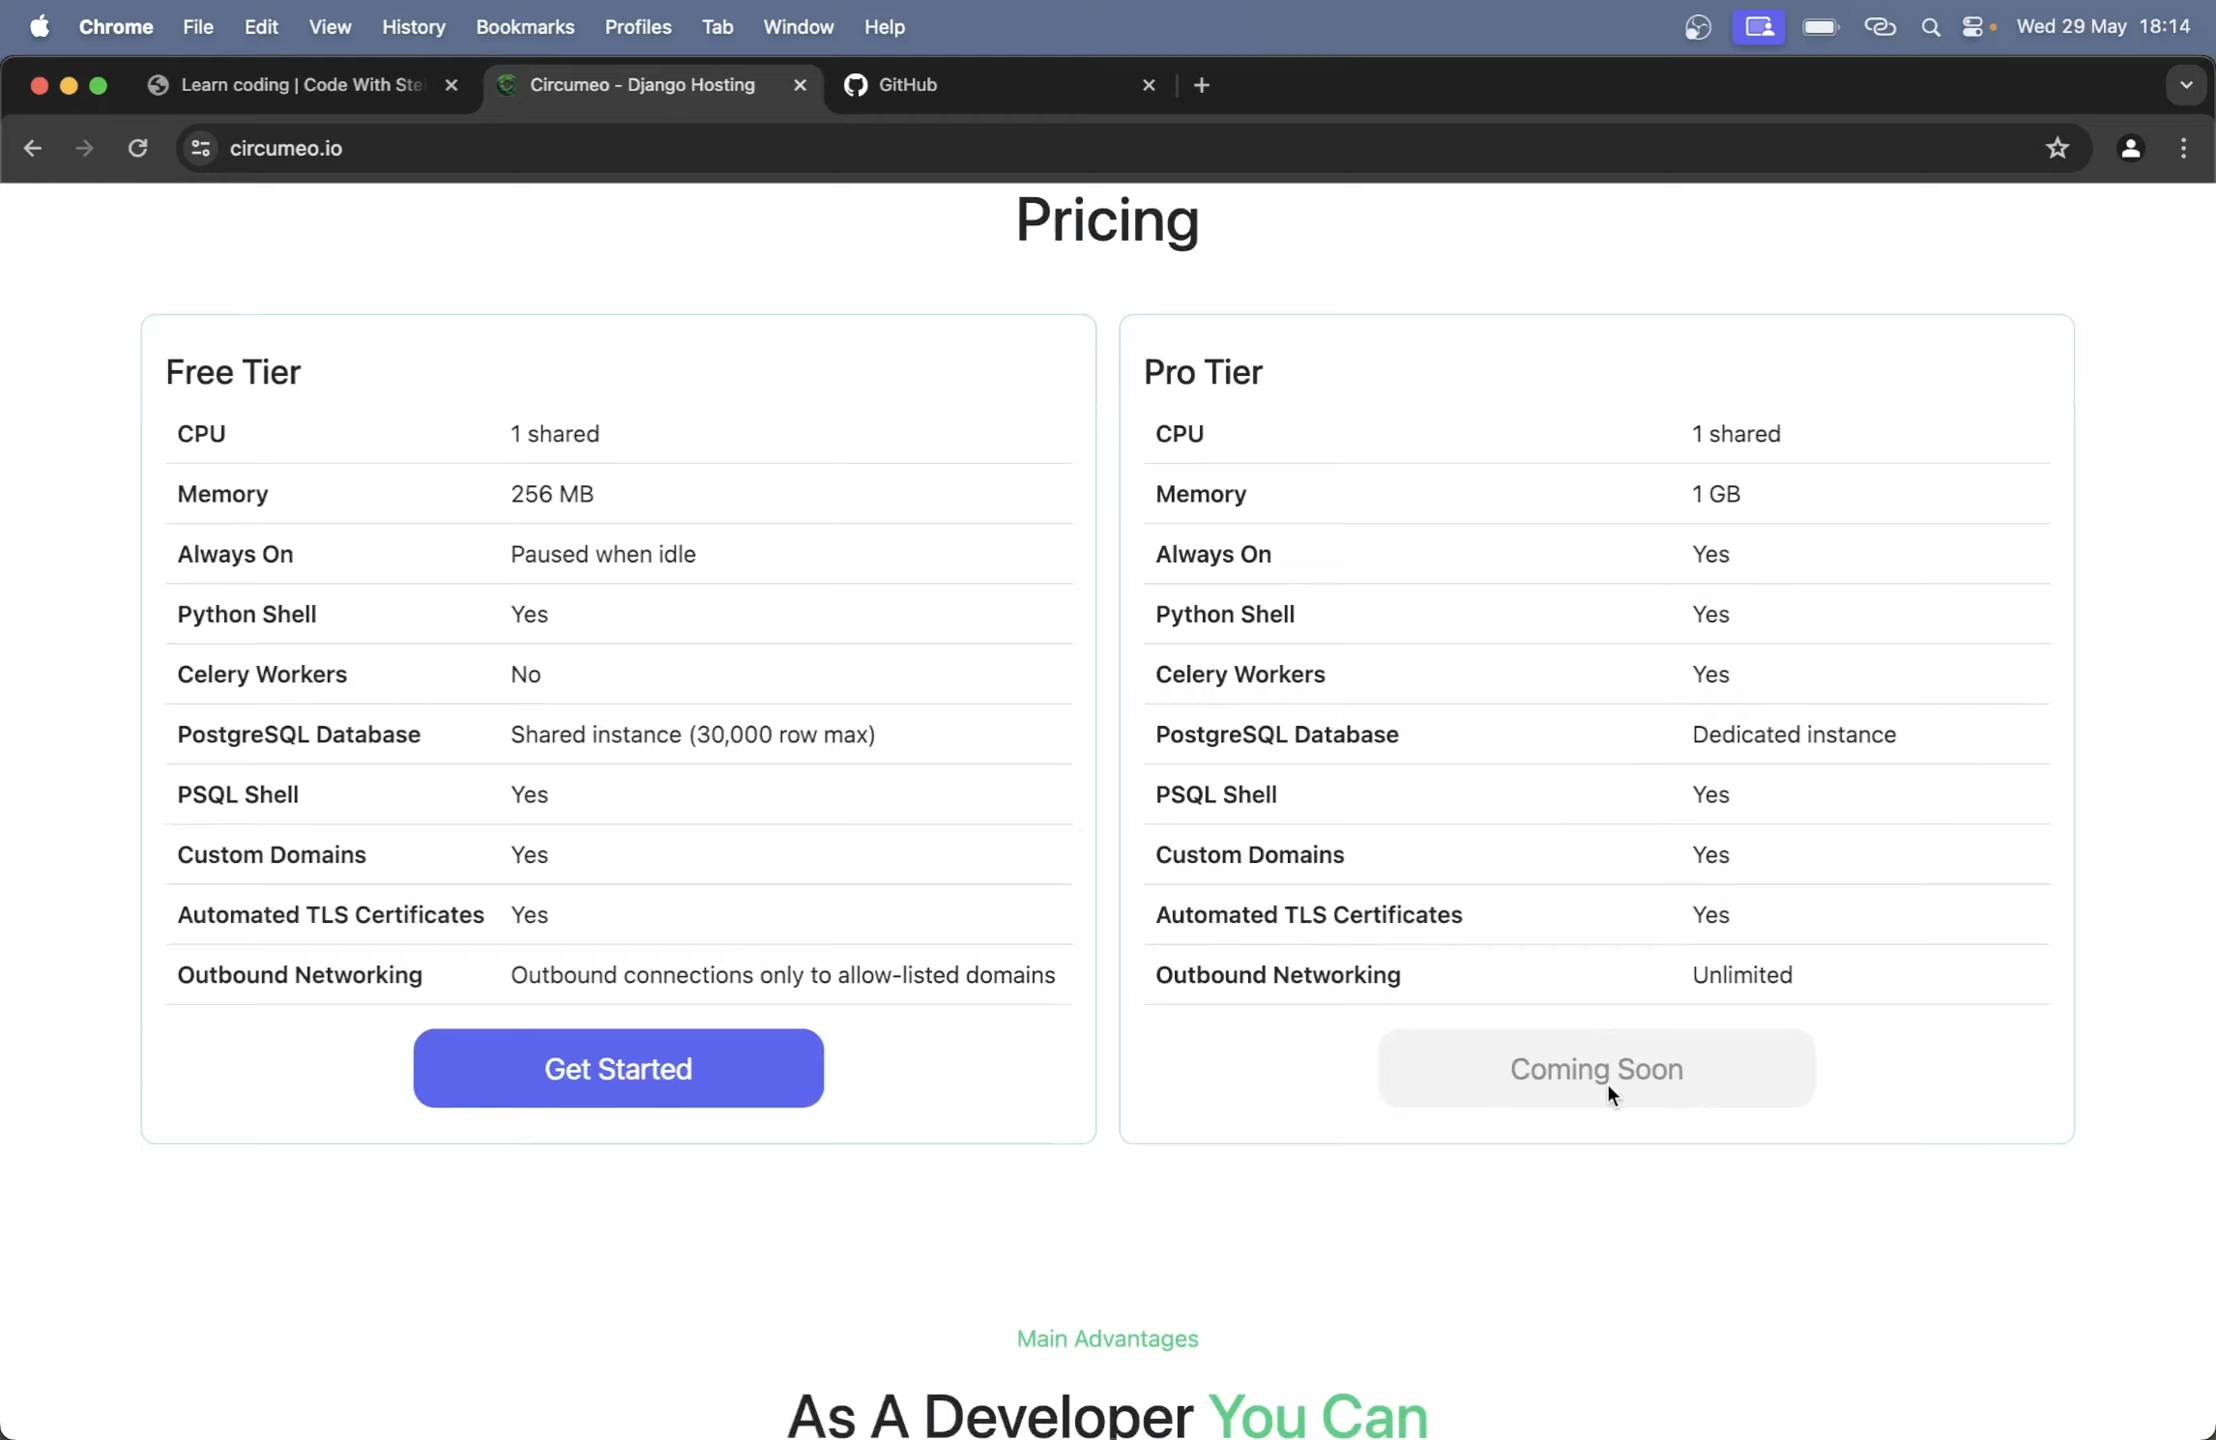 Chrome File Edit View History Bookmarks Profiles Tab Window Help Wed 29 May 18:14
Learn coding | Code With Ste Circumeo - Django Hosting GitHub
circumeo.io
Pricing
Free Tier
CPU 1 shared
Memory 256 MB
Always On Paused when idle
Python Shell Yes
Celery Workers No
PostgreSQL Database Shared instance (30,000 row max)
PSQL Shell Yes
Custom Domains Yes
Automated TLS Certificates Yes
Outbound Networking Outbound connections only to allow-listed domains
Get Started
Pro Tier
CPU 1 shared
Memory 1 GB
Always On Yes
Python Shell Yes
Celery Workers Yes
PostgreSQL Database Dedicated instance
PSQL Shell Yes
Custom Domains Yes
Automated TLS Certificates Yes
Outbound Networking Unlimited
Coming Soon
Main Advantages
As A Developer You Can